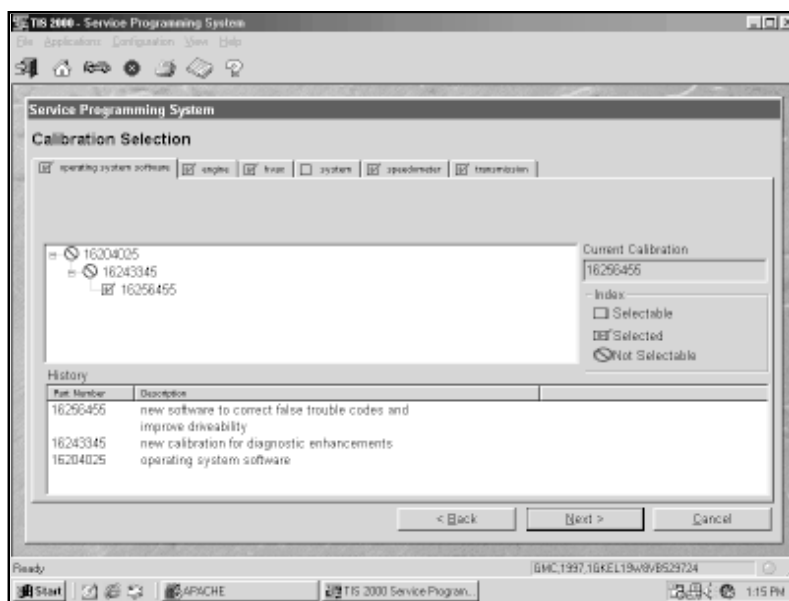 TIS 2000 - Service Programming System
File Applications Configuration View Help
Service Programming System
Calibration Selection
operating system software engine hvac system speedometer transmission
16204025
16243345
16256455
Current Calibration
16256455
Index
Selectable
Selected
Not Selectable
History
Part Number Description
16256455 new software to correct false trouble codes and
improve driveability
16243345 new calibration for diagnostic enhancements
16204025 operating system software
< Back Next > Cancel
Ready GMC,1997,1GKEL19W8VB529724
Start APACHE TIS 2000 Service Program... 1:15 PM